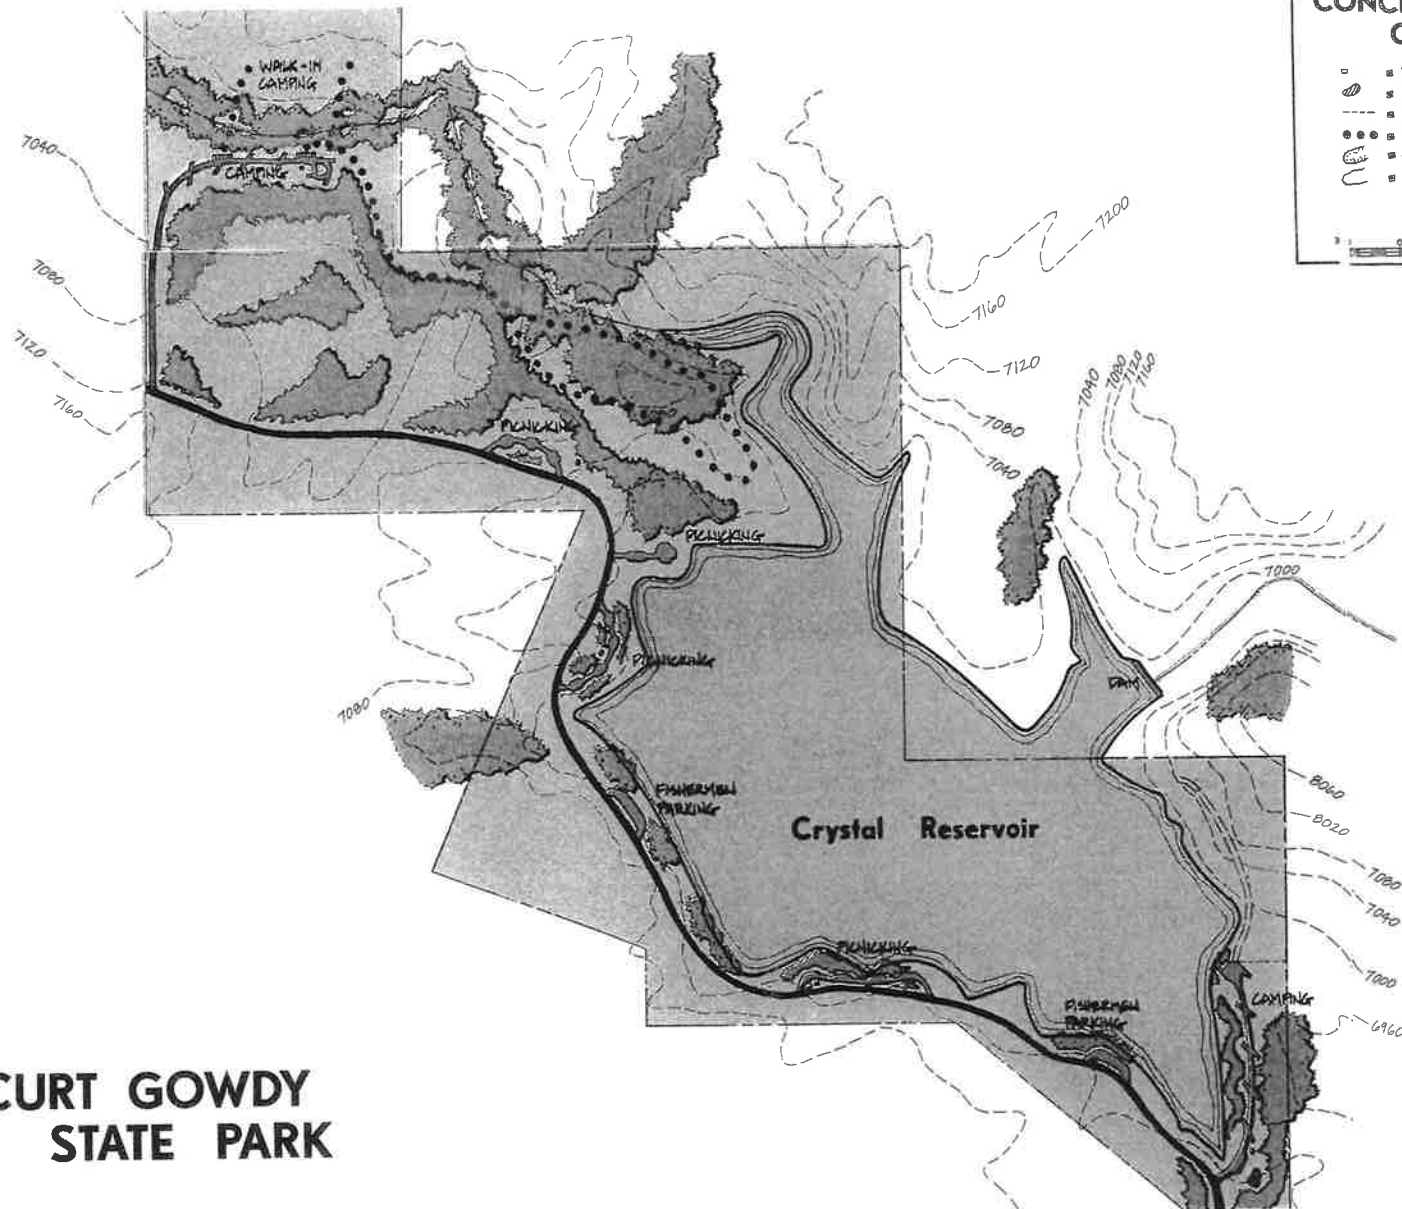 CONC
C
WALK-IN
CAMPING
7040
CAMPING
7200
7080
7160
7120
7120
7160
7080
7040
7040
7080
7120
7160
PICNICKING
PICNICKING
7000
PICNICKING
DAM
7080
FISHERMEN
PARKING
Crystal Reservoir
8060
8020
7080
7040
PICNICKING
7000
CAMPING
FISHERMEN
PARKING
6960
CURT GOWDY
STATE PARK